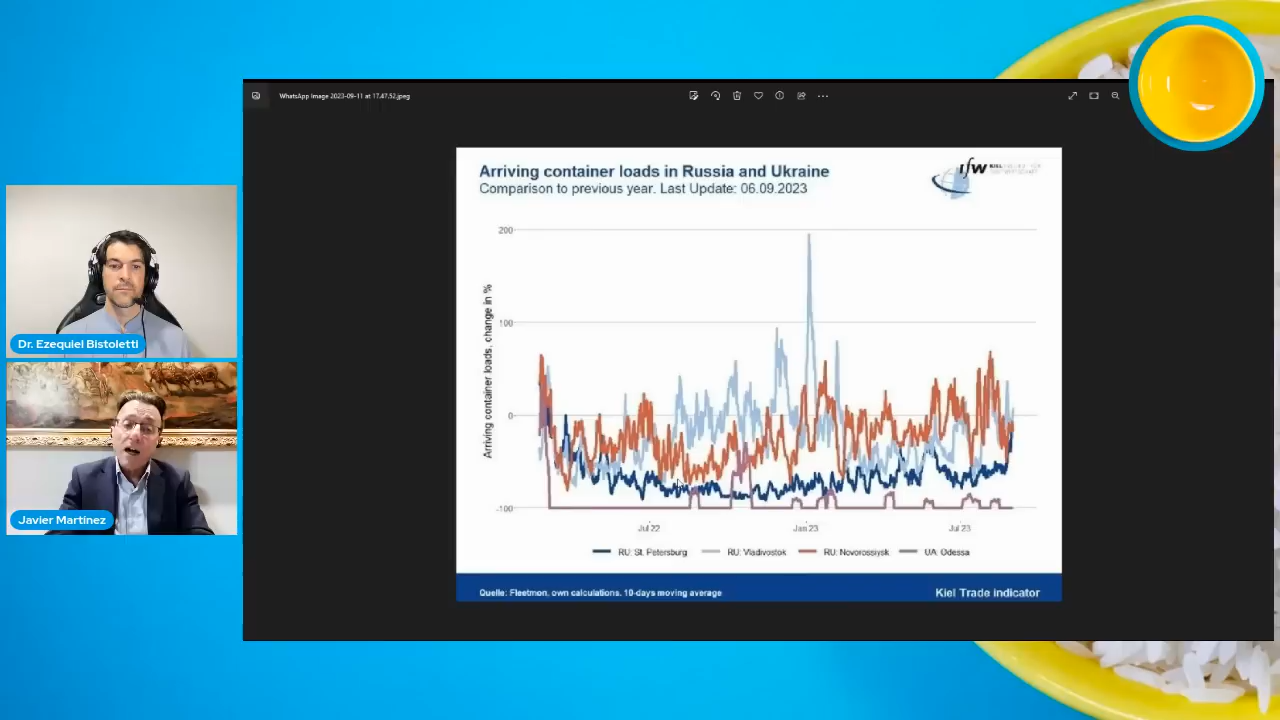 WhatsApp Image 2023-09-11 at 17.47.52.jpeg
Arriving container loads in Russia and Ukraine
Comparison to previous year. Last Update: 06.09.2023
ifw KIEL
Arriving container loads, change in %
200
100
0
-100
Jul 22
Jan 23
Jul 23
RU: St. Petersburg
RU: Vladivostok
RU: Novorossiysk
UA: Odessa
Quelle: Fleetmon, own calculations. 10-days moving average
Kiel Trade indicator
Dr. Ezequiel Bistoletti
Javier Martínez